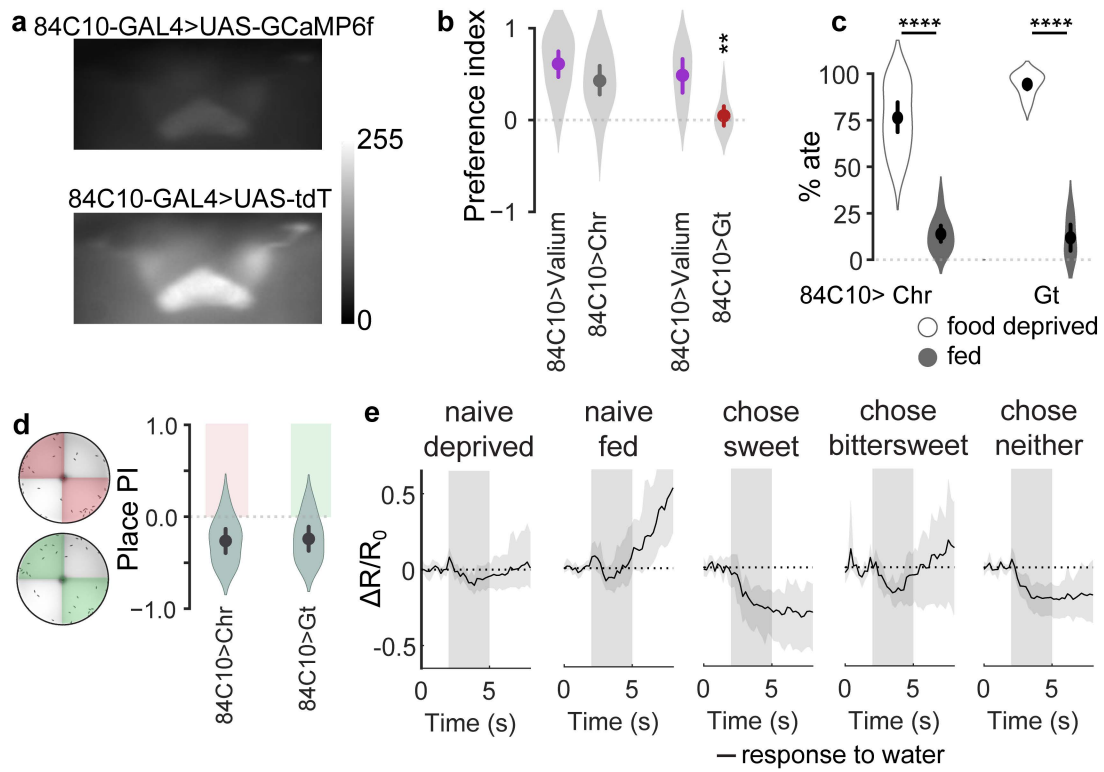 a
84C10-GAL4>UAS-GCaMP6f
255
84C10-GAL4>UAS-tdT
0
b
Preference index
1
0
−1
**
84C10>Valium
84C10>Chr
84C10>Valium
84C10>Gt
c
****
****
% ate
100
75
50
25
0
84C10> Chr
Gt
food deprived
fed
d
Place PI
1.0
0.0
−1.0
84C10>Chr
84C10>Gt
e
naive
deprived
naive
fed
chose
sweet
chose
bittersweet
chose
neither
ΔR/R0
0.5
0
-0.5
0 5
0 5
0 5
0 5
0 5
Time (s)
Time (s)
Time (s)
Time (s)
Time (s)
response to water